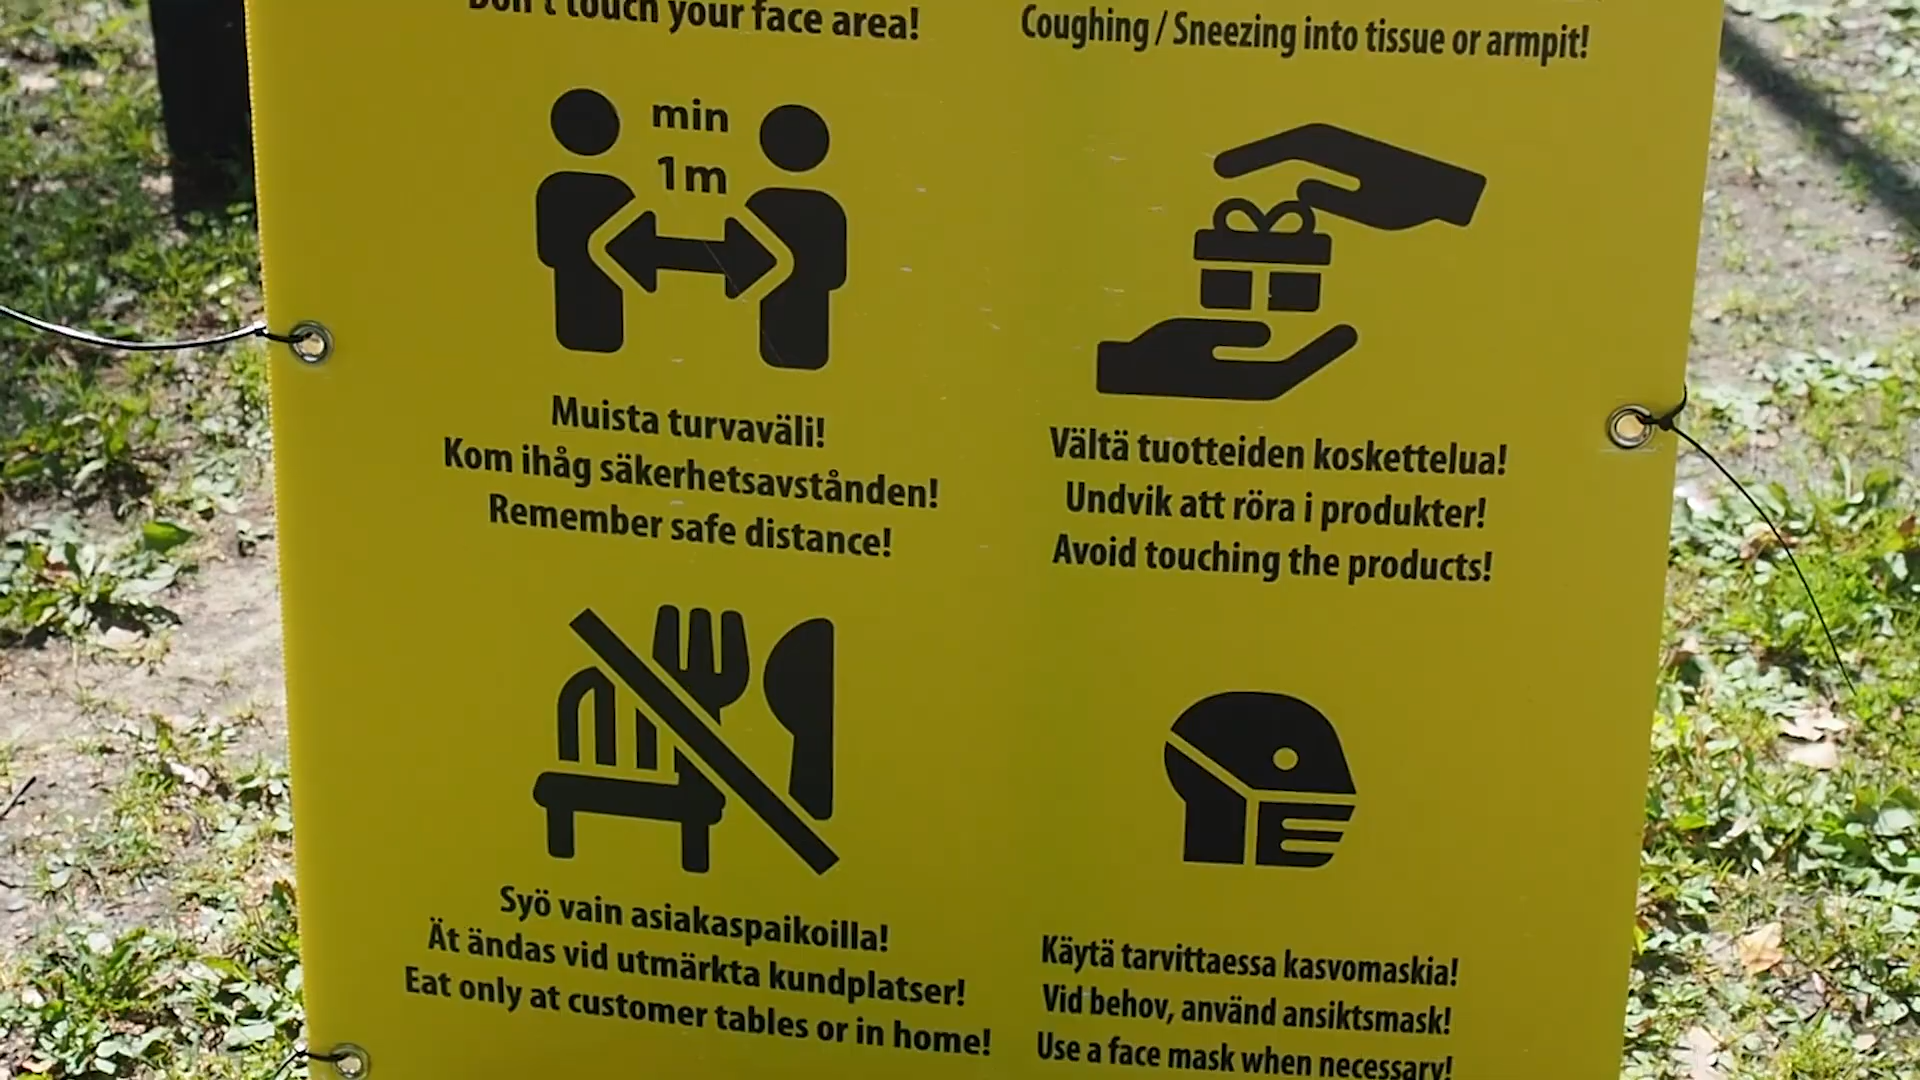 Don't touch your face area!
Coughing / Sneezing into tissue or armpit!
min
1m
Muista turvaväli!
Kom ihåg säkerhetsavstånden!
Remember safe distance!
Vältä tuotteiden koskettelua!
Undvik att röra i produkter!
Avoid touching the products!
Syö vain asiakaspaikoilla!
Ät ändas vid utmärkta kundplatser!
Eat only at customer tables or in home!
Käytä tarvittaessa kasvomaskia!
Vid behov, använd ansiktsmask!
Use a face mask when necessary!